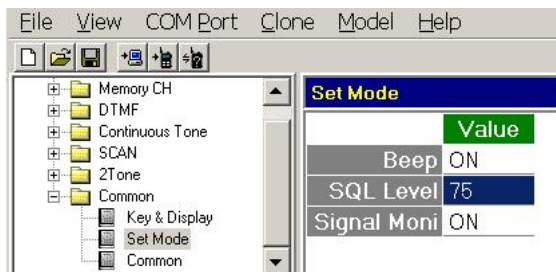 File View COM Port Clone Model Help
Memory CH
DTMF
Continuous Tone
SCAN
2Tone
Common
Key & Display
Set Mode
Common
Set Mode
Value
Beep ON
SQL Level 75
Signal Moni ON